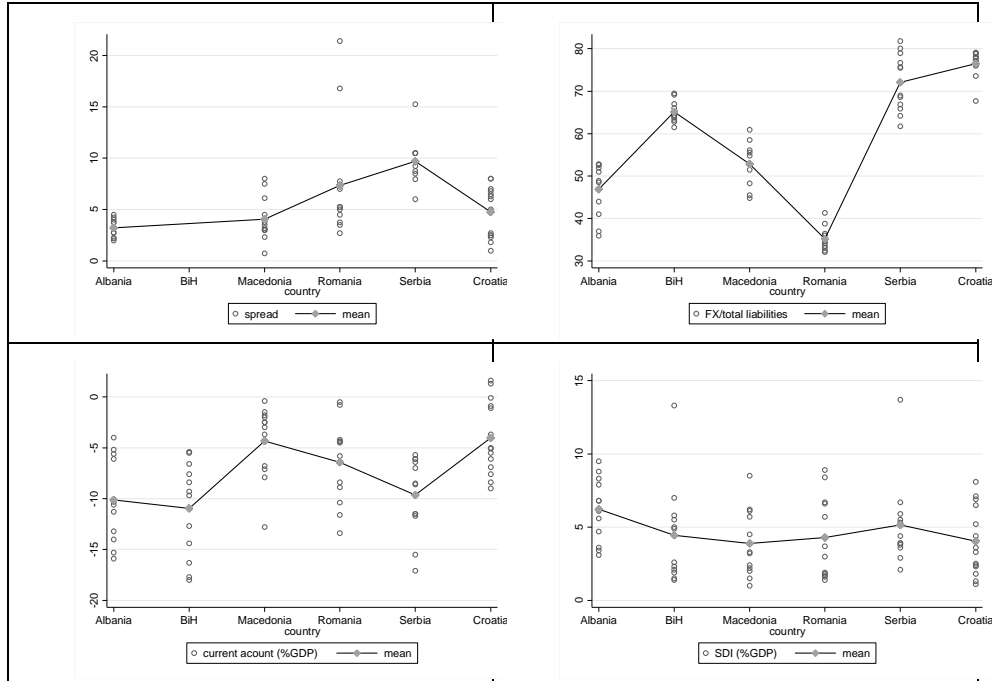 20
15
10
5
0
Albania BiH Macedonia Romania Serbia Croatia
country
spread mean
80
70
60
50
40
30
Albania BiH Macedonia Romania Serbia Croatia
country
FX/total liabilities mean
0
-5
-10
-15
-20
Albania BiH Macedonia Romania Serbia Croatia
country
current acount (%GDP) mean
15
10
5
0
Albania BiH Macedonia Romania Serbia Croatia
country
SDI (%GDP) mean